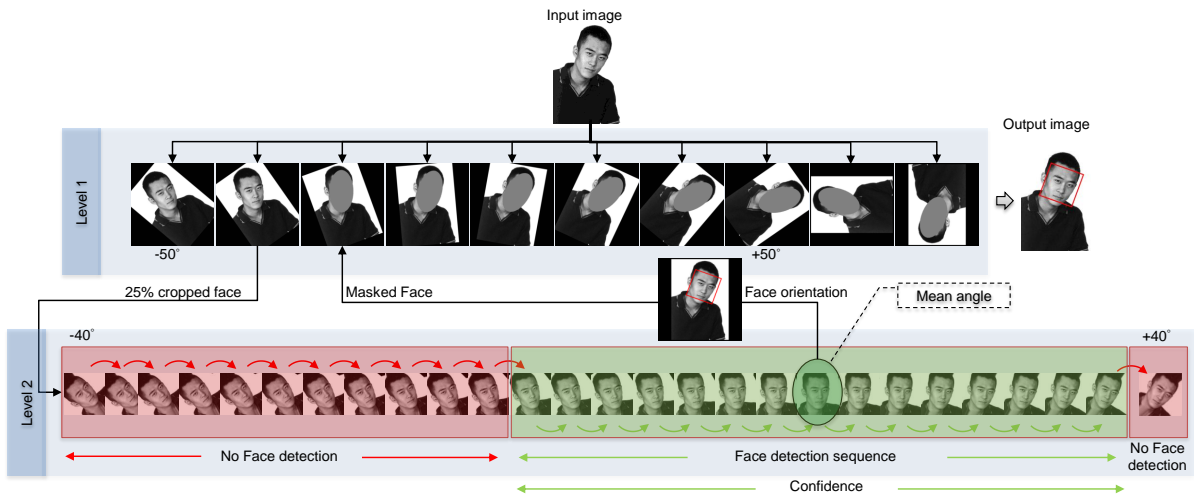 Input image
Output image
Level 1
-50°
+50°
25% cropped face
Masked Face
Face orientation
Mean angle
-40°
+40°
Level 2
No Face detection
Face detection sequence
No Face
detection
Confidence